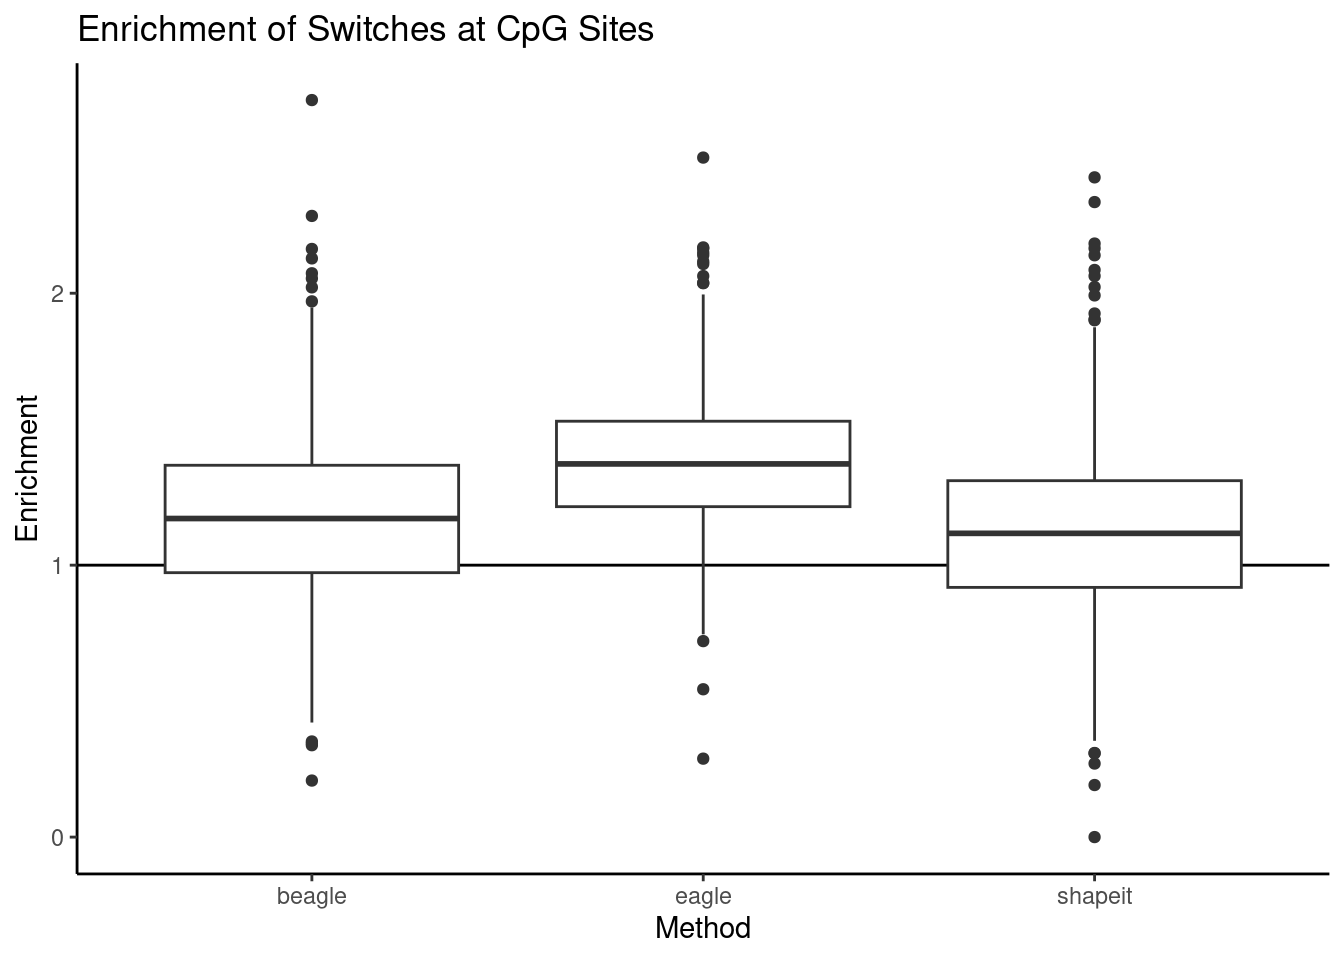 Enrichment of Switches at CpG Sites
Enrichment
2
1
0
beagle eagle shapeit
Method